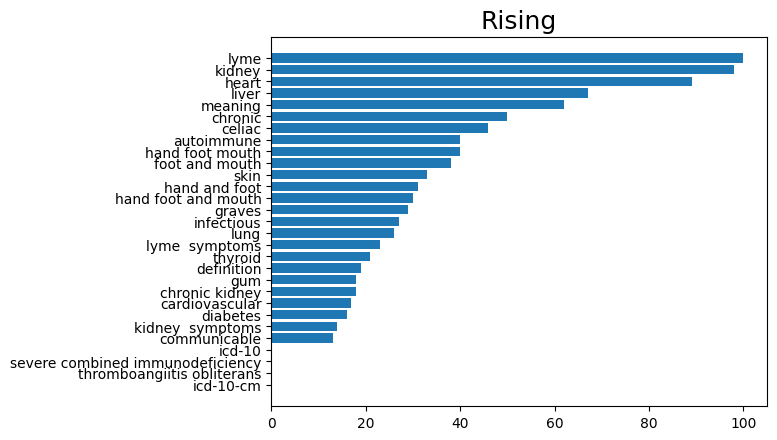 Rising
lyme
kidney
heart
liver
meaning
chronic
celiac
autoimmune
hand foot mouth
foot and mouth
skin
hand and foot
hand foot and mouth
graves
infectious
lung
lyme  symptoms
thyroid
definition
gum
chronic kidney
cardiovascular
diabetes
kidney  symptoms
communicable
icd-10
severe combined immunodeficiency
thromboangiitis obliterans
icd-10-cm
0 20 40 60 80 100